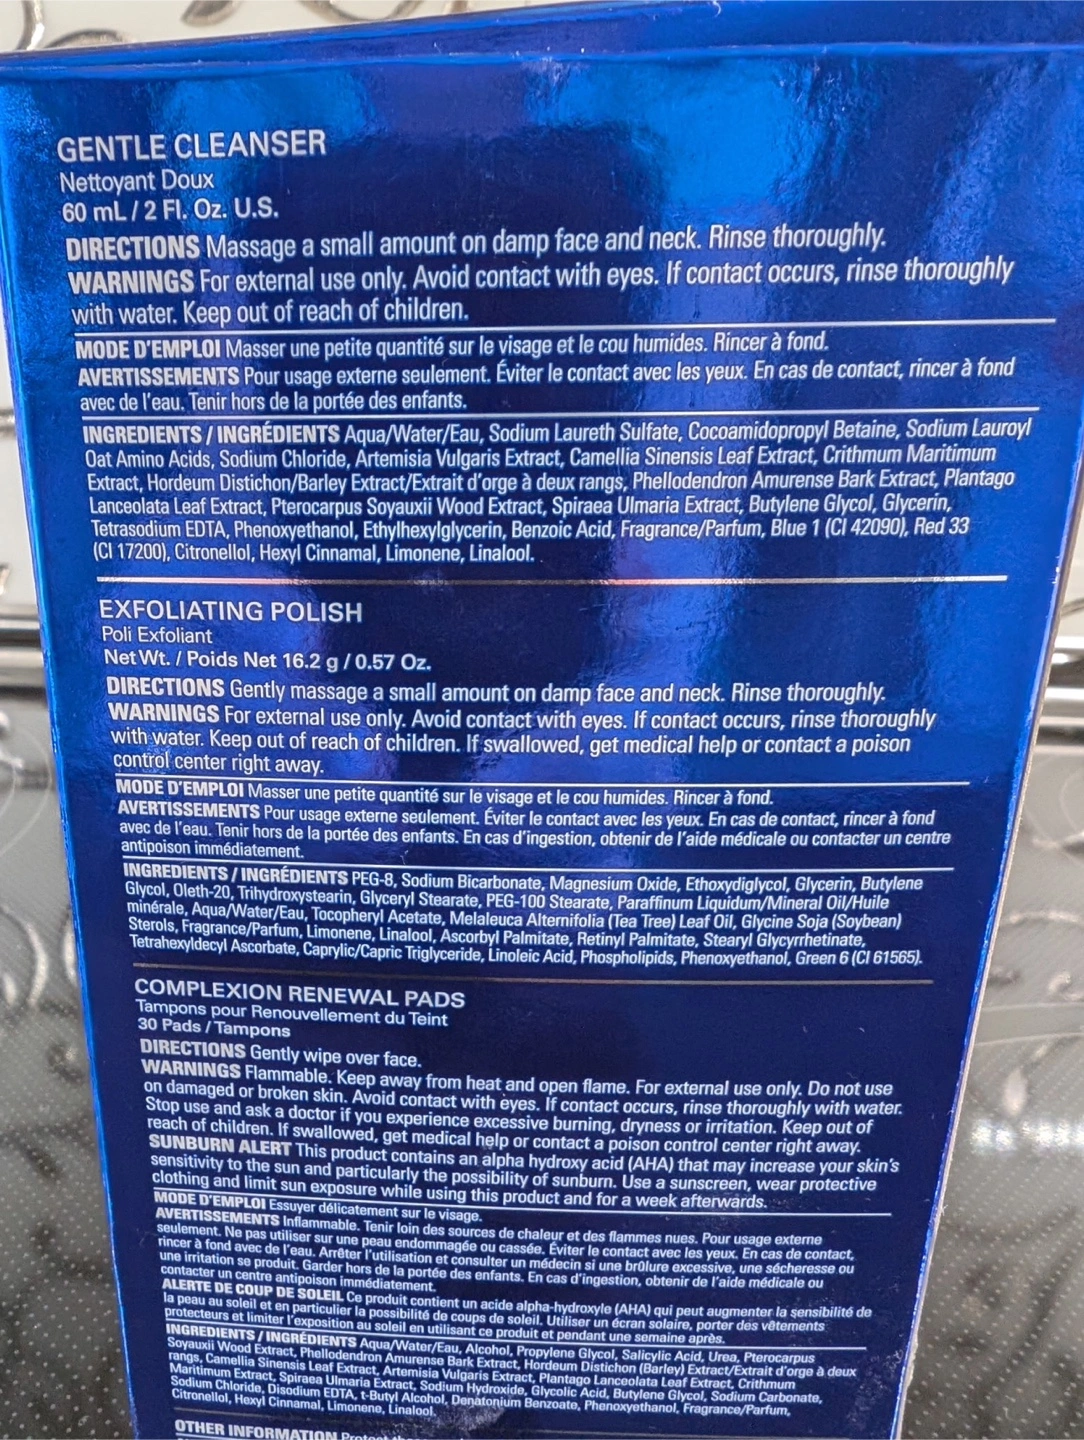 GENTLE CLEANSER
Nettoyant Doux
60 mL / 2 Fl. Oz. U.S.
DIRECTIONS Massage a small amount on damp face and neck. Rinse thoroughly.
WARNINGS For external use only. Avoid contact with eyes. If contact occurs, rinse thoroughly
with water. Keep out of reach of children.
MODE D'EMPLOI Masser une petite quantité sur le visage et le cou humides. Rincer à fond.
AVERTISSEMENTS Pour usage externe seulement. Éviter le contact avec les yeux. En cas de contact, rincer à fond
avec de l'eau. Tenir hors de la portée des enfants.
INGREDIENTS / INGRÉDIENTS Aqua/Water/Eau, Sodium Laureth Sulfate, Cocoamidopropyl Betaine, Sodium Lauroyl
Oat Amino Acids, Sodium Chloride, Artemisia Vulgaris Extract, Camellia Sinensis Leaf Extract, Crithmum Maritimum
Extract, Hordeum Distichon/Barley Extract/Extrait d'orge à deux rangs, Phellodendron Amurense Bark Extract, Plantago
Lanceolata Leaf Extract, Pterocarpus Soyauxii Wood Extract, Spiraea Ulmaria Extract, Butylene Glycol, Glycerin,
Tetrasodium EDTA, Phenoxyethanol, Ethylhexylglycerin, Benzoic Acid, Fragrance/Parfum, Blue 1 (CI 42090), Red 33
(CI 17200), Citronellol, Hexyl Cinnamal, Limonene, Linalool.
EXFOLIATING POLISH
Poli Exfoliant
Net Wt. / Poids Net 16.2 g / 0.57 Oz.
DIRECTIONS Gently massage a small amount on damp face and neck. Rinse thoroughly.
WARNINGS For external use only. Avoid contact with eyes. If contact occurs, rinse thoroughly
with water. Keep out of reach of children. If swallowed, get medical help or contact a poison
control center right away.
MODE D'EMPLOI Masser une petite quantité sur le visage et le cou humides. Rincer à fond.
AVERTISSEMENTS Pour usage externe seulement. Éviter le contact avec les yeux. En cas de contact, rincer à fond
avec de l'eau. Tenir hors de la portée des enfants. En cas d'ingestion, obtenir de l'aide médicale ou contacter un centre
antipoison immédiatement.
INGREDIENTS / INGRÉDIENTS PEG-8, Sodium Bicarbonate, Magnesium Oxide, Ethoxydiglycol, Glycerin, Butylene
Glycol, Oleth-20, Trihydroxystearin, Glyceryl Stearate, PEG-100 Stearate, Paraffinum Liquidum/Mineral Oil/Huile
minérale, Aqua/Water/Eau, Tocopheryl Acetate, Melaleuca Alternifolia (Tea Tree) Leaf Oil, Glycine Soja (Soybean)
Sterols, Fragrance/Parfum, Limonene, Linalool, Ascorbyl Palmitate, Retinyl Palmitate, Stearyl Glycyrrhetinate,
Tetrahexyldecyl Ascorbate, Caprylic/Capric Triglyceride, Linoleic Acid, Phospholipids, Phenoxyethanol, Green 6 (CI 61565).
COMPLEXION RENEWAL PADS
Tampons pour Renouvellement du Teint
30 Pads / Tampons
DIRECTIONS Gently wipe over face.
WARNINGS Flammable. Keep away from heat and open flame. For external use only. Do not use
on damaged or broken skin. Avoid contact with eyes. If contact occurs, rinse thoroughly with water.
Stop use and ask a doctor if you experience excessive burning, dryness or irritation. Keep out of
reach of children. If swallowed, get medical help or contact a poison control center right away.
SUNBURN ALERT This product contains an alpha hydroxy acid (AHA) that may increase your skin's
sensitivity to the sun and particularly the possibility of sunburn. Use a sunscreen, wear protective
clothing and limit sun exposure while using this product and for a week afterwards.
MODE D'EMPLOI Essuyer délicatement sur le visage.
AVERTISSEMENTS Inflammable. Tenir loin des sources de chaleur et des flammes nues. Pour usage externe
seulement. Ne pas utiliser sur une peau endommagée ou cassée. Éviter le contact avec les yeux. En cas de contact,
rincer à fond avec de l'eau. Arrêter l'utilisation et consulter un médecin si une brûlure excessive, une sécheresse ou
une irritation se produit. Garder hors de la portée des enfants. En cas d'ingestion, obtenir de l'aide médicale ou
contacter un centre antipoison immédiatement.
ALERTE DE COUP DE SOLEIL Ce produit contient un acide alpha-hydroxyle (AHA) qui peut augmenter la sensibilité de
la peau au soleil et en particulier la possibilité de coups de soleil. Utiliser un écran solaire, porter des vêtements
protecteurs et limiter l'exposition au soleil en utilisant ce produit et pendant une semaine après.
INGREDIENTS / INGRÉDIENTS Aqua/Water/Eau, Alcohol, Propylene Glycol, Salicylic Acid, Urea, Pterocarpus
Soyauxii Wood Extract, Phellodendron Amurense Bark Extract, Hordeum Distichon (Barley) Extract/Extrait d'orge à deux
rangs, Camellia Sinensis Leaf Extract, Artemisia Vulgaris Extract, Plantago Lanceolata Leaf Extract, Crithmum
Maritimum Extract, Spiraea Ulmaria Extract, Sodium Hydroxide, Glycolic Acid, Butylene Glycol, Sodium Carbonate,
Sodium Chloride, Disodium EDTA, t-Butyl Alcohol, Denatonium Benzoate, Phenoxyethanol, Fragrance/Parfum,
Citronellol, Hexyl Cinnamal, Limonene, Linalool.
OTHER INFORMATION Protect